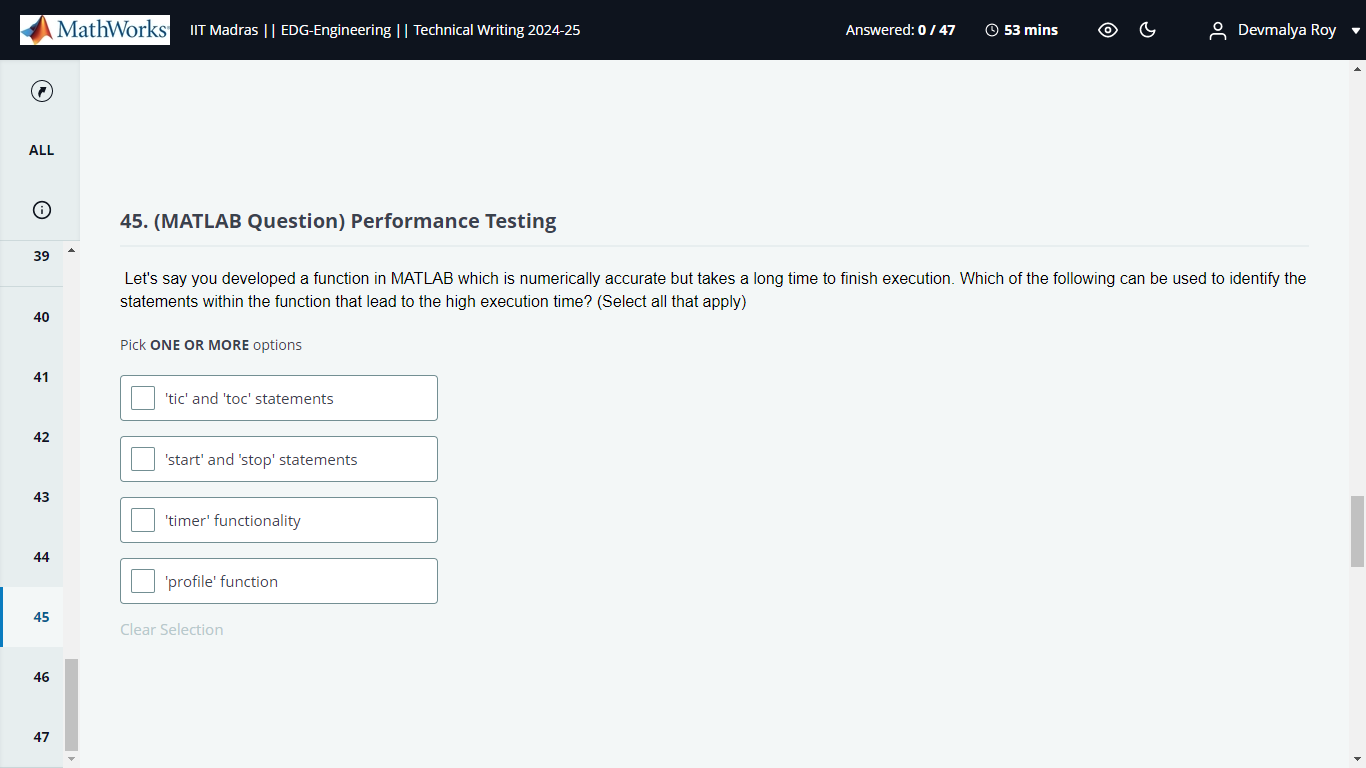 MathWorks
IIT Madras || EDG-Engineering || Technical Writing 2024-25
Answered: 0 / 47
53 mins
Devmalya Roy
ALL
39
40
41
42
43
44
45
46
47
45. (MATLAB Question) Performance Testing
Let's say you developed a function in MATLAB which is numerically accurate but takes a long time to finish execution. Which of the following can be used to identify the
statements within the function that lead to the high execution time? (Select all that apply)
Pick ONE OR MORE options
'tic' and 'toc' statements
'start' and 'stop' statements
'timer' functionality
'profile' function
Clear Selection